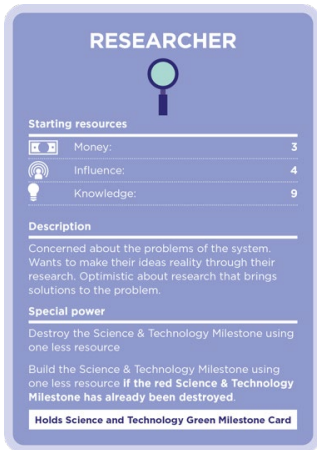 RESEARCHER
Starting resources
Money: 3
Influence: 4
Knowledge: 9
Description
Concerned about the problems of the system.
Wants to make their ideas reality through their
research. Optimistic about research that brings
solutions to the problem.
Special power
Destroy the Science & Technology Milestone using
one less resource
Build the Science & Technology Milestone using
one less resource if the red Science & Technology
Milestone has already been destroyed.
Holds Science and Technology Green Milestone Card